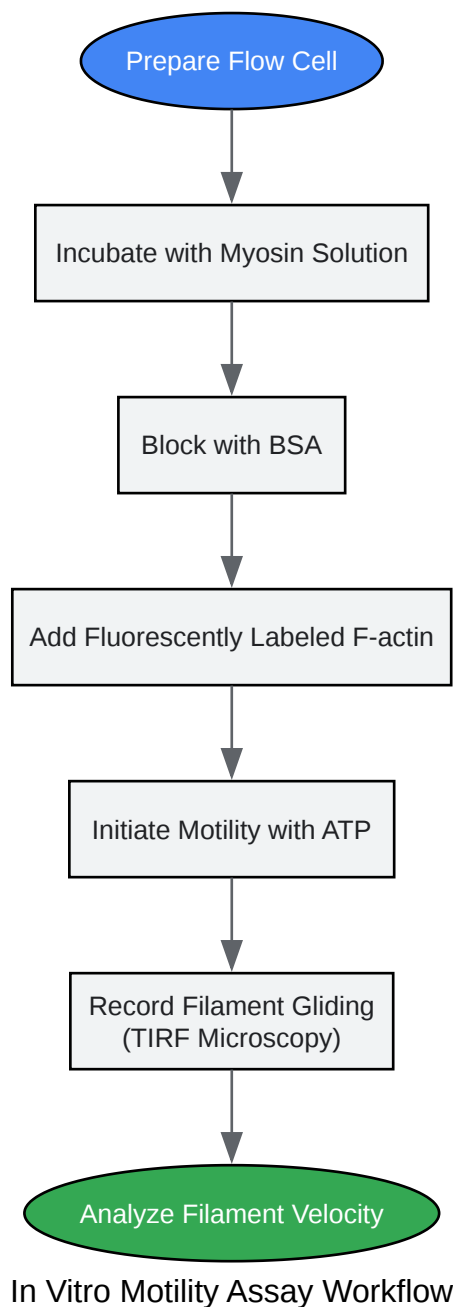 Prepare Flow Cell
Incubate with Myosin Solution
Block with BSA
Add Fluorescently Labeled F-actin
Initiate Motility with ATP
Record Filament Gliding
(TIRF Microscopy)
Analyze Filament Velocity
In Vitro Motility Assay Workflow